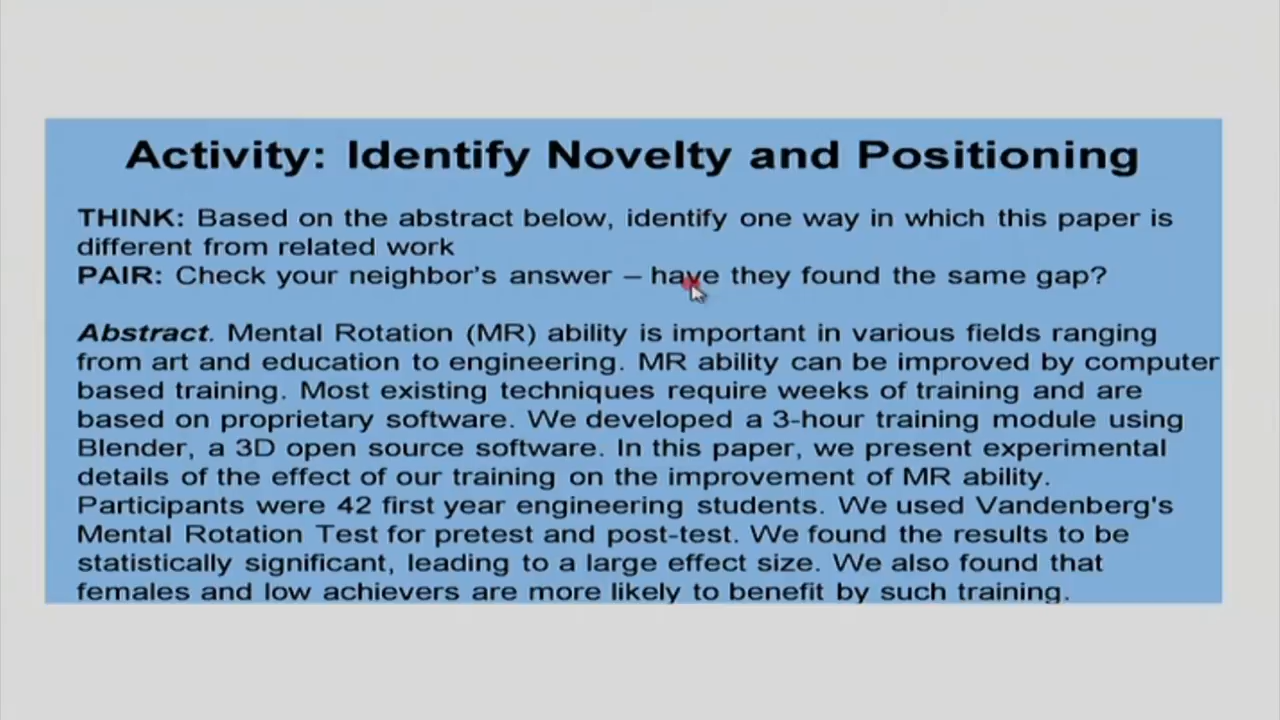 Activity: Identify Novelty and Positioning
THINK: Based on the abstract below, identify one way in which this paper is
different from related work
PAIR: Check your neighbor's answer – have they found the same gap?
Abstract. Mental Rotation (MR) ability is important in various fields ranging
from art and education to engineering. MR ability can be improved by computer
based training. Most existing techniques require weeks of training and are
based on proprietary software. We developed a 3-hour training module using
Blender, a 3D open source software. In this paper, we present experimental
details of the effect of our training on the improvement of MR ability.
Participants were 42 first year engineering students. We used Vandenberg's
Mental Rotation Test for pretest and post-test. We found the results to be
statistically significant, leading to a large effect size. We also found that
females and low achievers are more likely to benefit by such training.